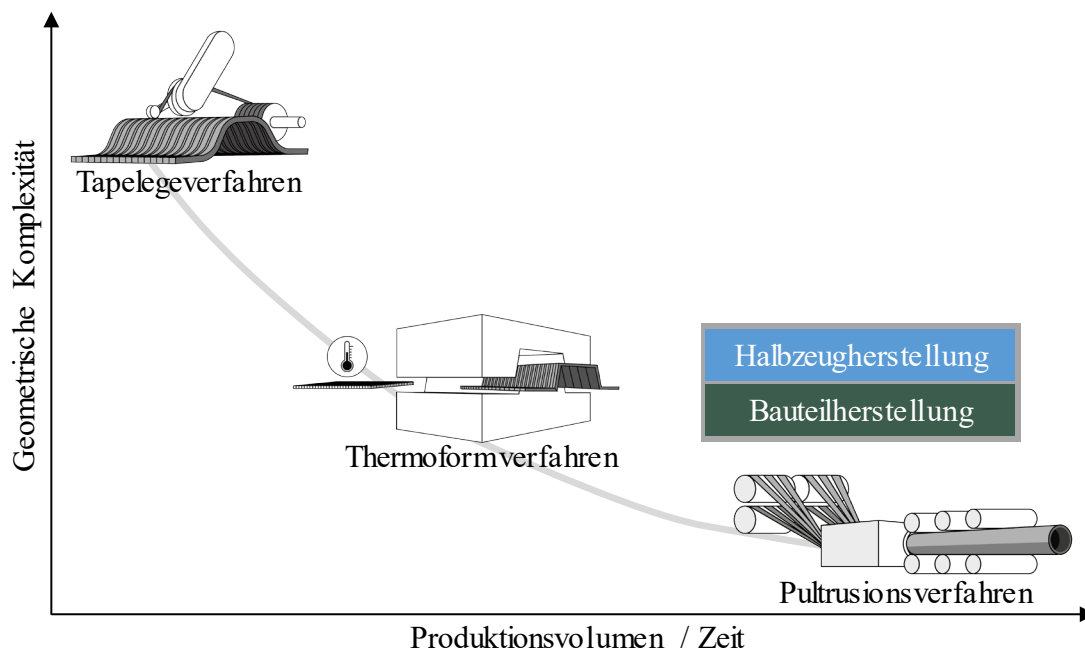 Geometrische Komplexität
Tapelegeverfahren
Thermoformverfahren
Halbzeugherstellung
Bauteilherstellung
Pultrusionsverfahren
Produktionsvolumen / Zeit